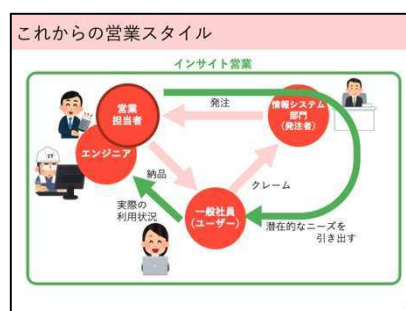 これからの営業スタイル
インサイト営業
営業
担当者
エンジニア
発注
情報システム
部門
(発注者)
納品
クレーム
実際の
利用状況
一般社員
(ユーザー)
潜在的なニーズを
引き出す